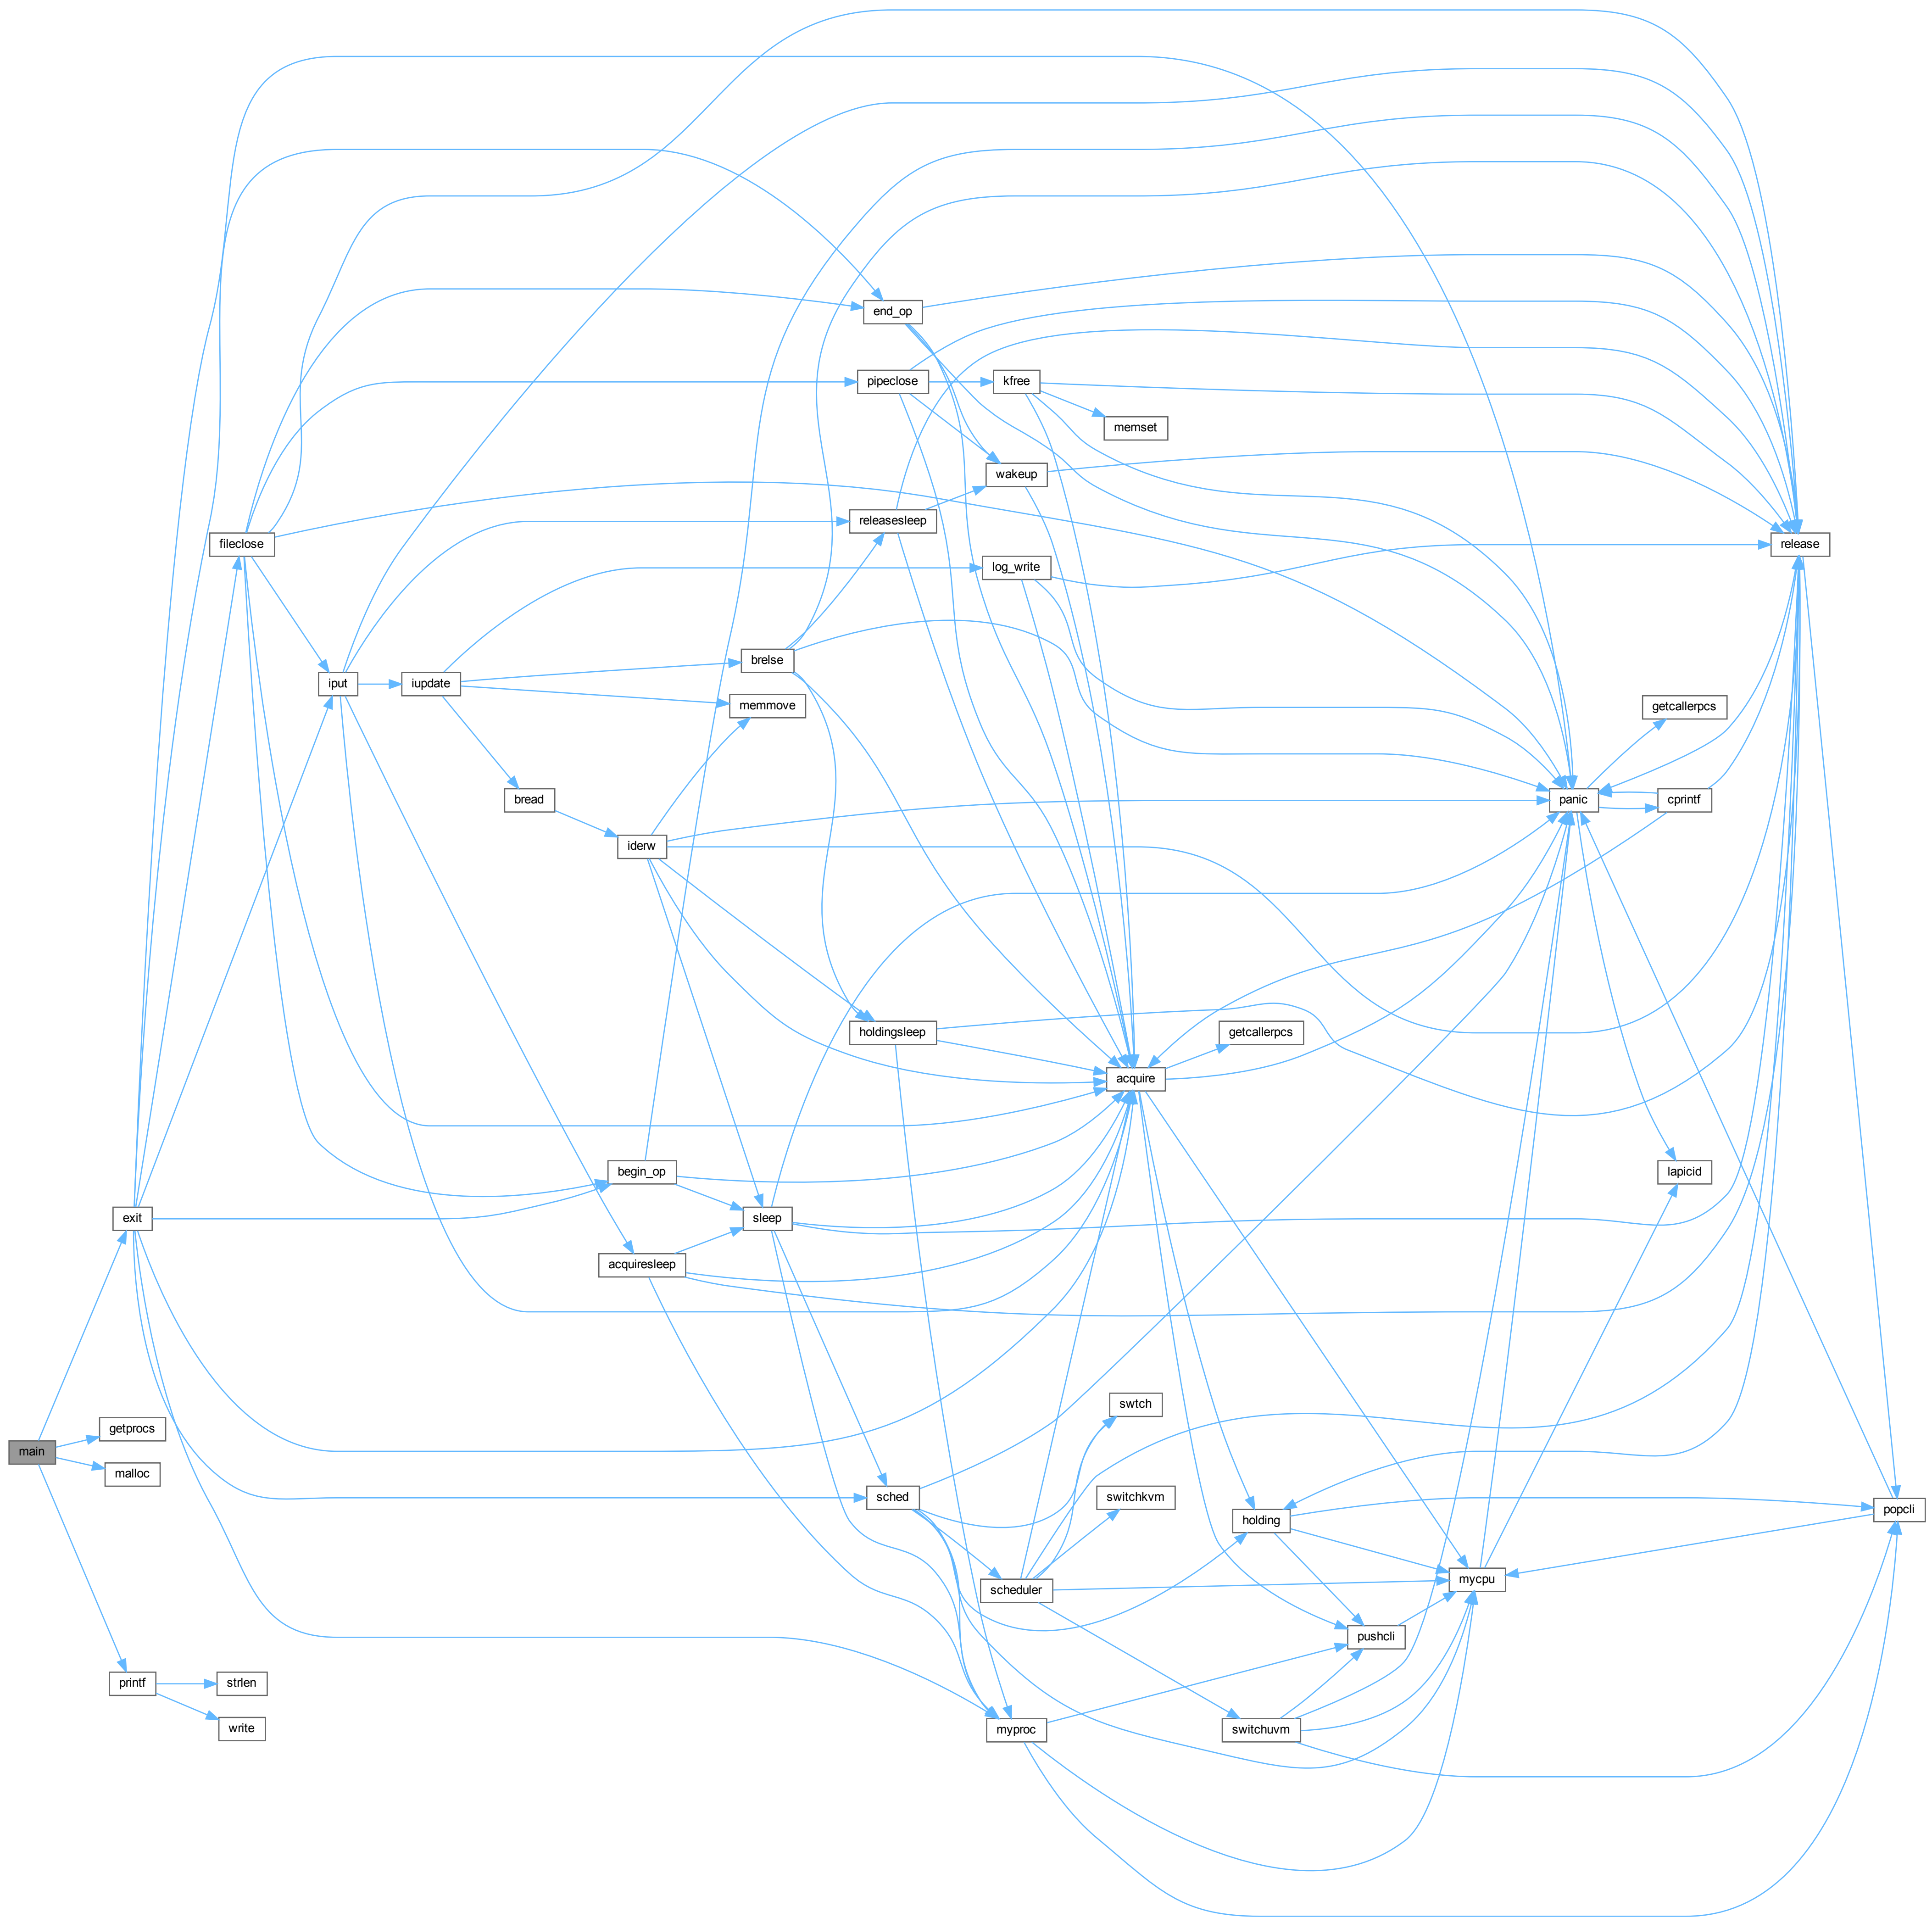 main
exit
getprocs
malloc
printf
fileclose
strlen
write
iput
iupdate
bread
begin_op
acquiresleep
iderw
brelse
memmove
sleep
end_op
pipeclose
releasesleep
holdingsleep
sched
kfree
wakeup
log_write
scheduler
myproc
memset
acquire
swtch
switchkvm
getcallerpcs
holding
switchuvm
pushcli
mycpu
panic
getcallerpcs
cprintf
lapicid
release
popcli